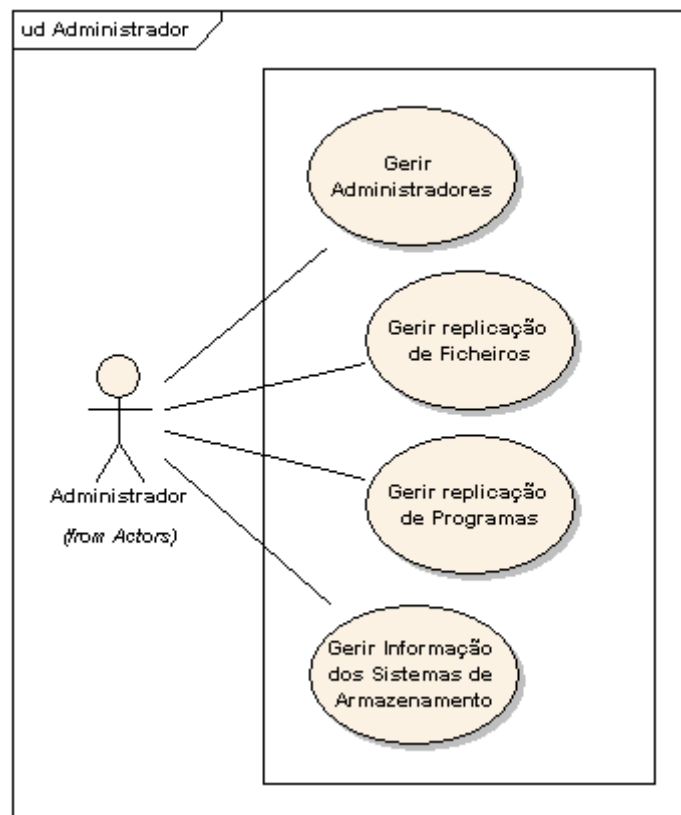 ud Administrador
Gerir
Administradores
Gerir replicação
de Ficheiros
Gerir replicação
de Programas
Administrador
(from Actors)
Gerir Informação
dos Sistemas de
Armazenamento